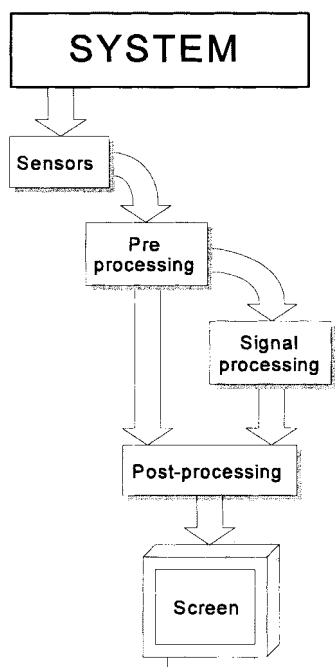 SYSTEM
Sensors
Pre
processing
Signal
processing
Post-processing
Screen